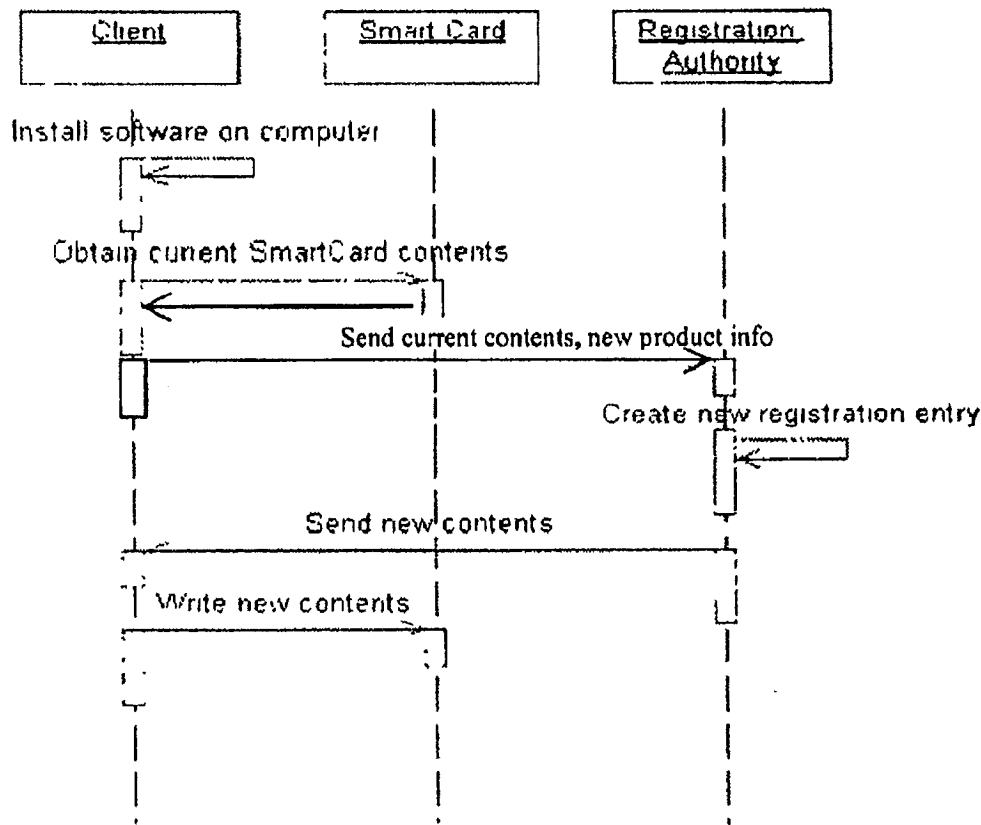 Client
Smart Card
Registration
Authority
Install software on computer
Obtain current SmartCard contents
Send current contents, new product info
Create new registration entry
Send new contents
Write new contents